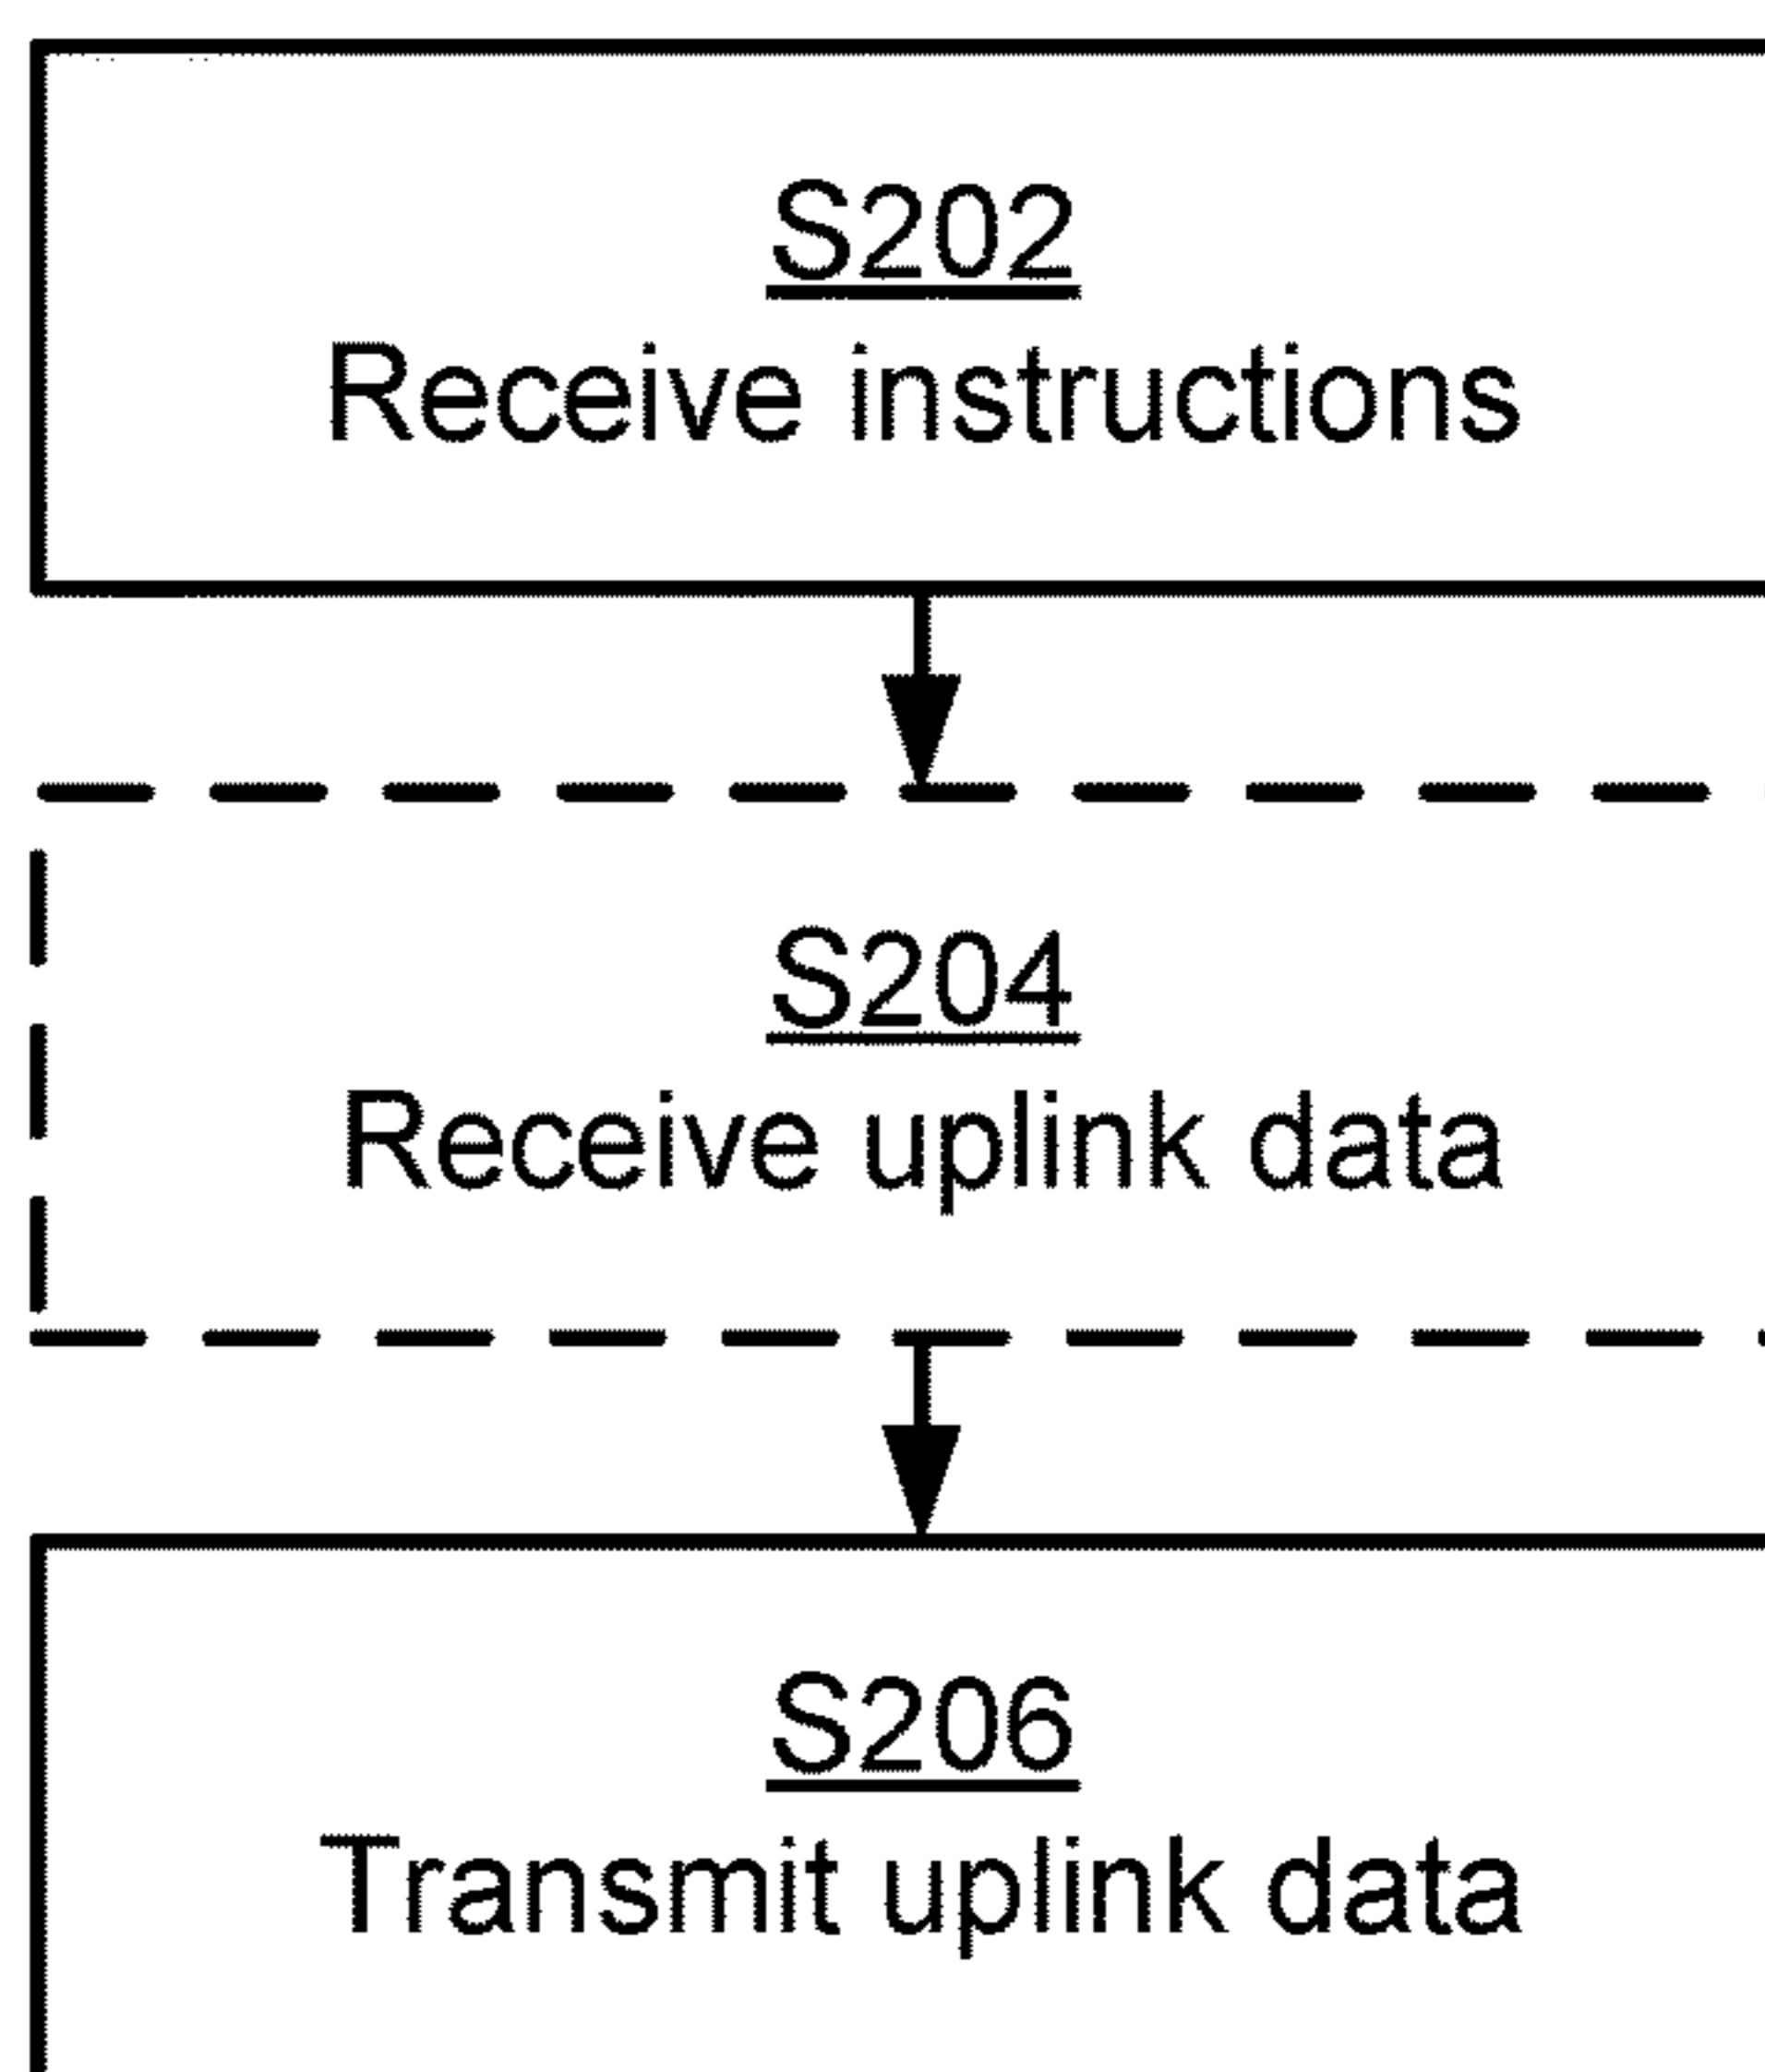 S202
Receive instructions
S204
Receive uplink data
S206
Transmit uplink data